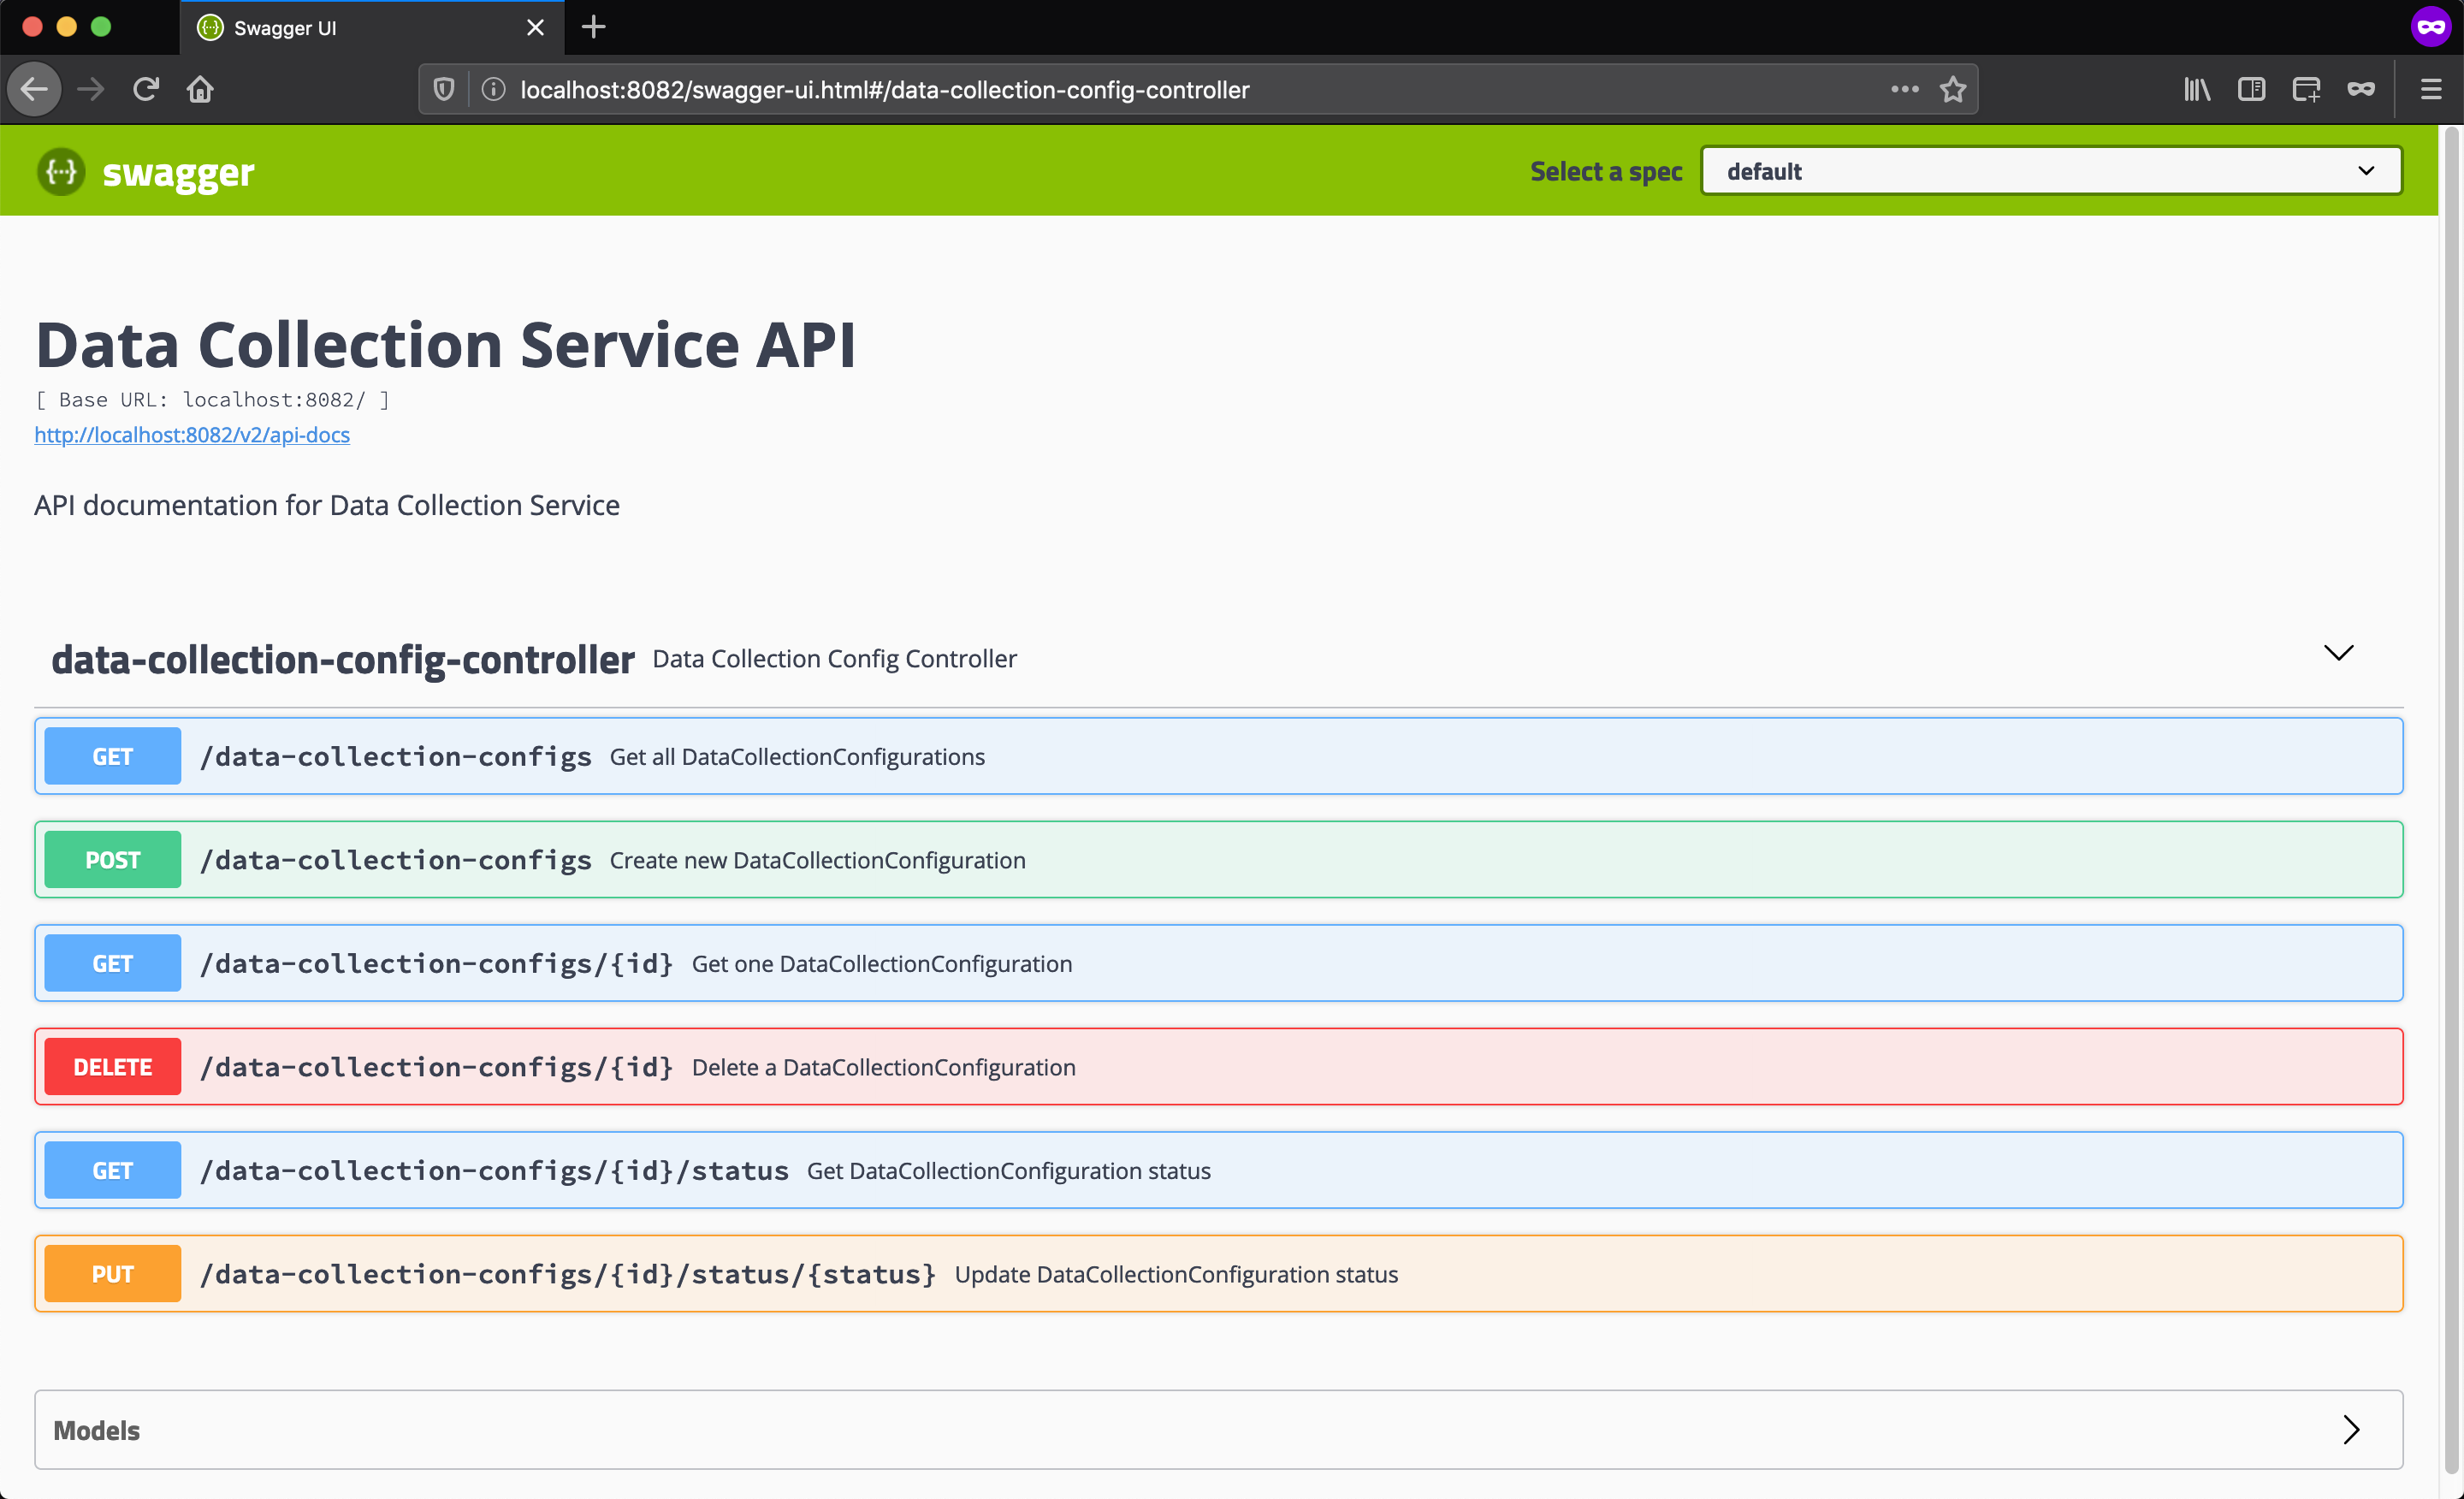 Swagger UI
localhost:8082/swagger-ui.html#/data-collection-config-controller
swagger
Select a spec
default
Data Collection Service API
[ Base URL: localhost:8082/ ]
http://localhost:8082/v2/api-docs
API documentation for Data Collection Service
data-collection-config-controller Data Collection Config Controller
GET /data-collection-configs Get all DataCollectionConfigurations
POST /data-collection-configs Create new DataCollectionConfiguration
GET /data-collection-configs/{id} Get one DataCollectionConfiguration
DELETE /data-collection-configs/{id} Delete a DataCollectionConfiguration
GET /data-collection-configs/{id}/status Get DataCollectionConfiguration status
PUT /data-collection-configs/{id}/status/{status} Update DataCollectionConfiguration status
Models